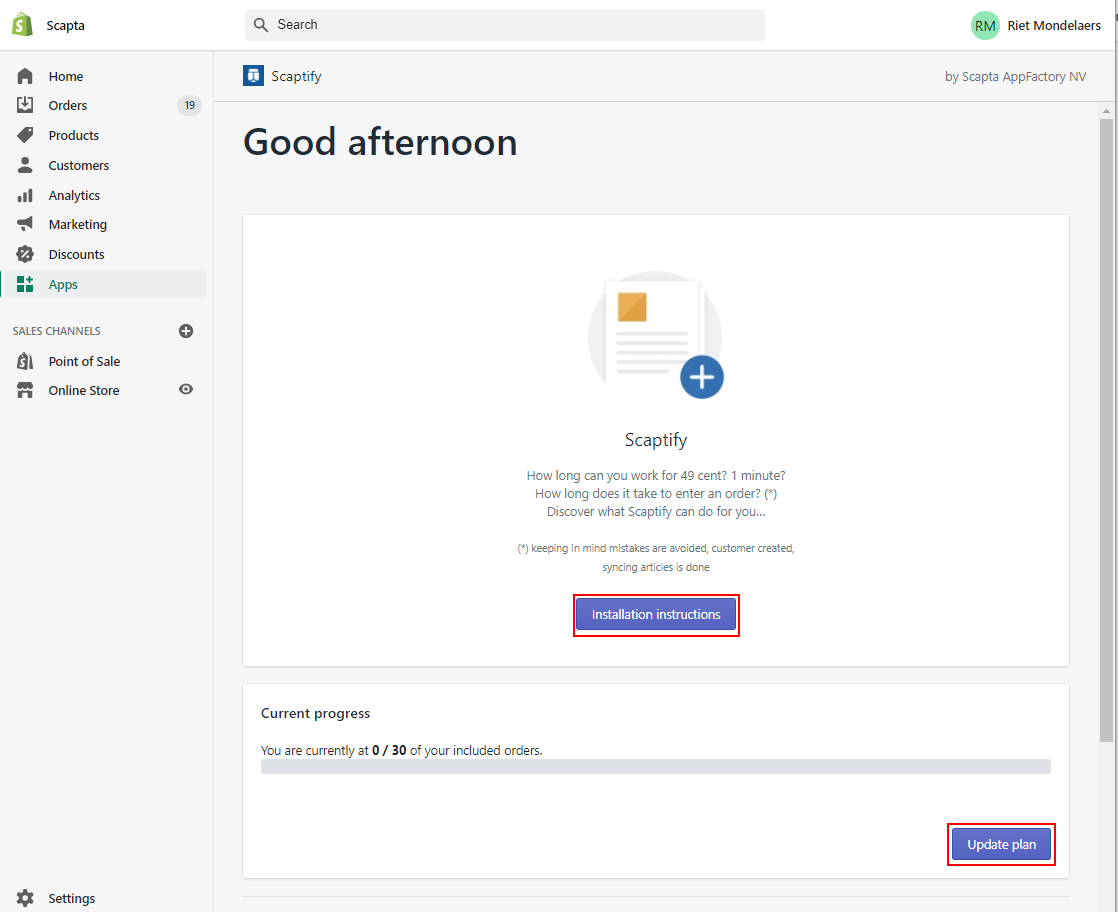 Scapta
Search
RM Riet Mondelaers
Home
Orders 19
Products
Customers
Analytics
Marketing
Discounts
Apps
SALES CHANNELS
Point of Sale
Online Store
Settings
Scaptify
by Scapta AppFactory NV
Good afternoon
Scaptify
How long can you work for 49 cent? 1 minute?
How long does it take to enter an order? (*)
Discover what Scaptify can do for you...
(*) keeping in mind mistakes are avoided, customer created,
syncing articles is done
Installation instructions
Current progress
You are currently at 0 / 30 of your included orders.
Update plan